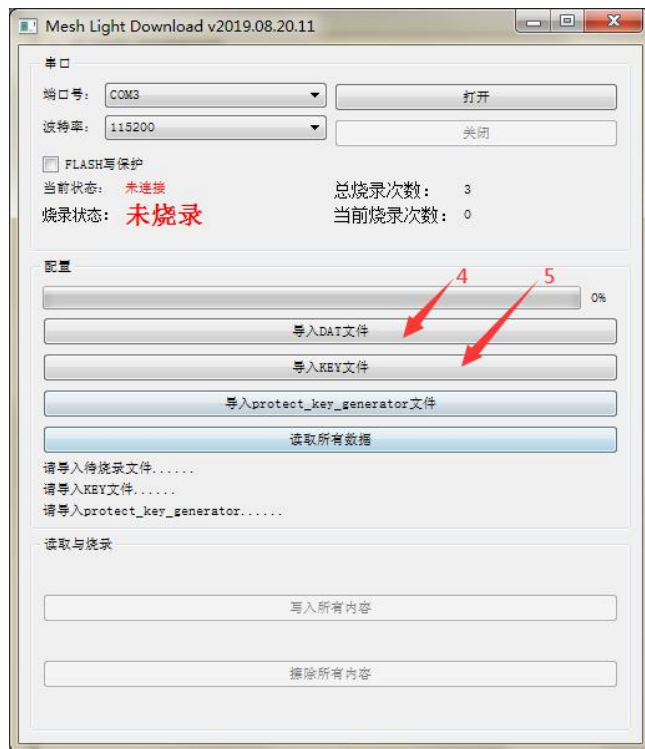 Mesh Light Download v2019.08.20.11
串口
端口号: COM3 打开
波特率: 115200 关闭
FLASH写保护
当前状态: 未连接 总烧录次数: 3
烧录状态: 未烧录 当前烧录次数: 0
配置
4 5
0%
导入DAT文件
导入KEY文件
导入protect_key_generator文件
读取所有数据
请导入待烧录文件......
请导入KEY文件......
请导入protect_key_generator......
读取与烧录
写入所有内容
擦除所有内容